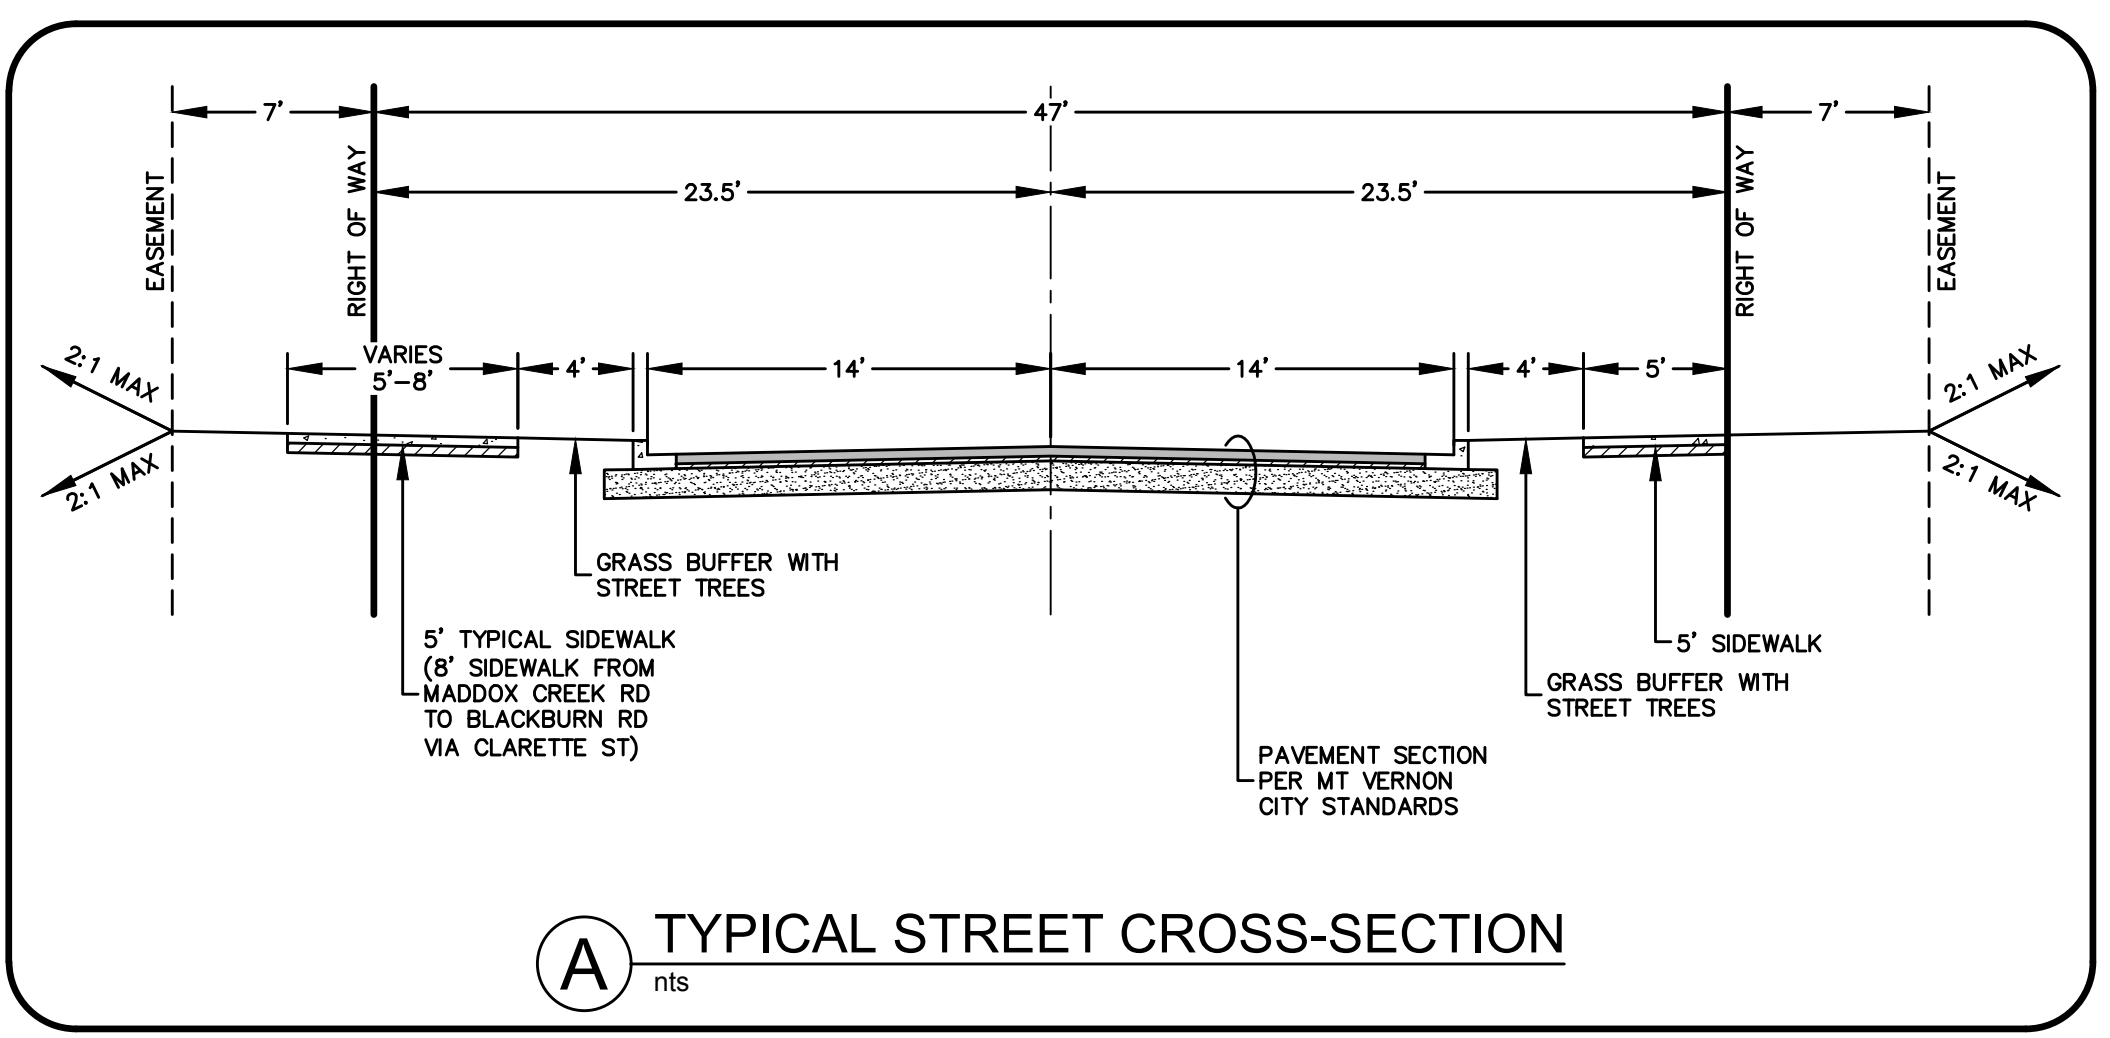 7'
47'
7'
23.5'
23.5'
EASEMENT
RIGHT OF WAY
RIGHT OF WAY
EASEMENT
2:1 MAX
2:1 MAX
VARIES
5'-8'
4'
14'
14'
4'
5'
2:1 MAX
2:1 MAX
GRASS BUFFER WITH
STREET TREES
5' TYPICAL SIDEWALK
(8' SIDEWALK FROM
MADDOX CREEK RD
TO BLACKBURN RD
VIA CLARETTE ST)
5' SIDEWALK
GRASS BUFFER WITH
STREET TREES
PAVEMENT SECTION
PER MT VERNON
CITY STANDARDS
A
TYPICAL STREET CROSS-SECTION
nts